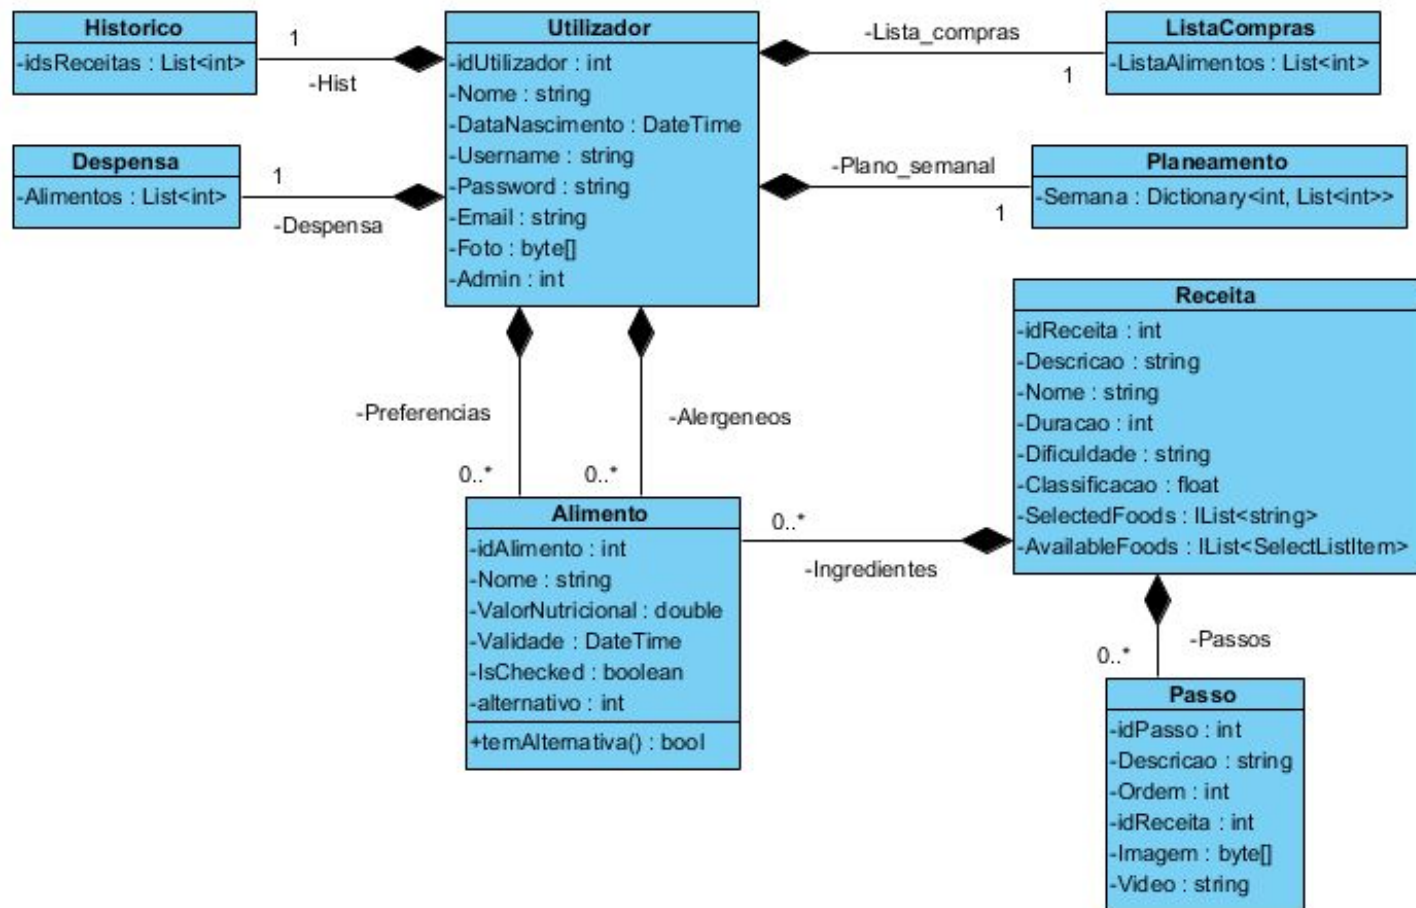 Historico
-idsReceitas : List<int>
1
-Hist
Utilizador
-idUtilizador : int
-Nome : string
-DataNascimento : DateTime
-Username : string
-Password : string
-Email : string
-Foto : byte[]
-Admin : int
-Lista_compras
1
ListaCompras
-ListaAlimentos : List<int>
Despensa
-Alimentos : List<int>
1
-Despensa
-Plano_semanal
1
Planeamento
-Semana : Dictionary<int, List<int>>
Receita
-idReceita : int
-Descricao : string
-Nome : string
-Duracao : int
-Dificuldade : string
-Classificacao : float
-SelectedFoods : IList<string>
-AvailableFoods : IList<SelectListItem>
-Preferencias
0..*
-Alergeneos
0..*
Alimento
-idAlimento : int
-Nome : string
-ValorNutricional : double
-Validade : DateTime
-IsChecked : boolean
-alternativo : int
+temAlternativa() : bool
0..*
-Ingredientes
-Passos
0..*
Passo
-idPasso : int
-Descricao : string
-Ordem : int
-idReceita : int
-Imagem : byte[]
-Video : string